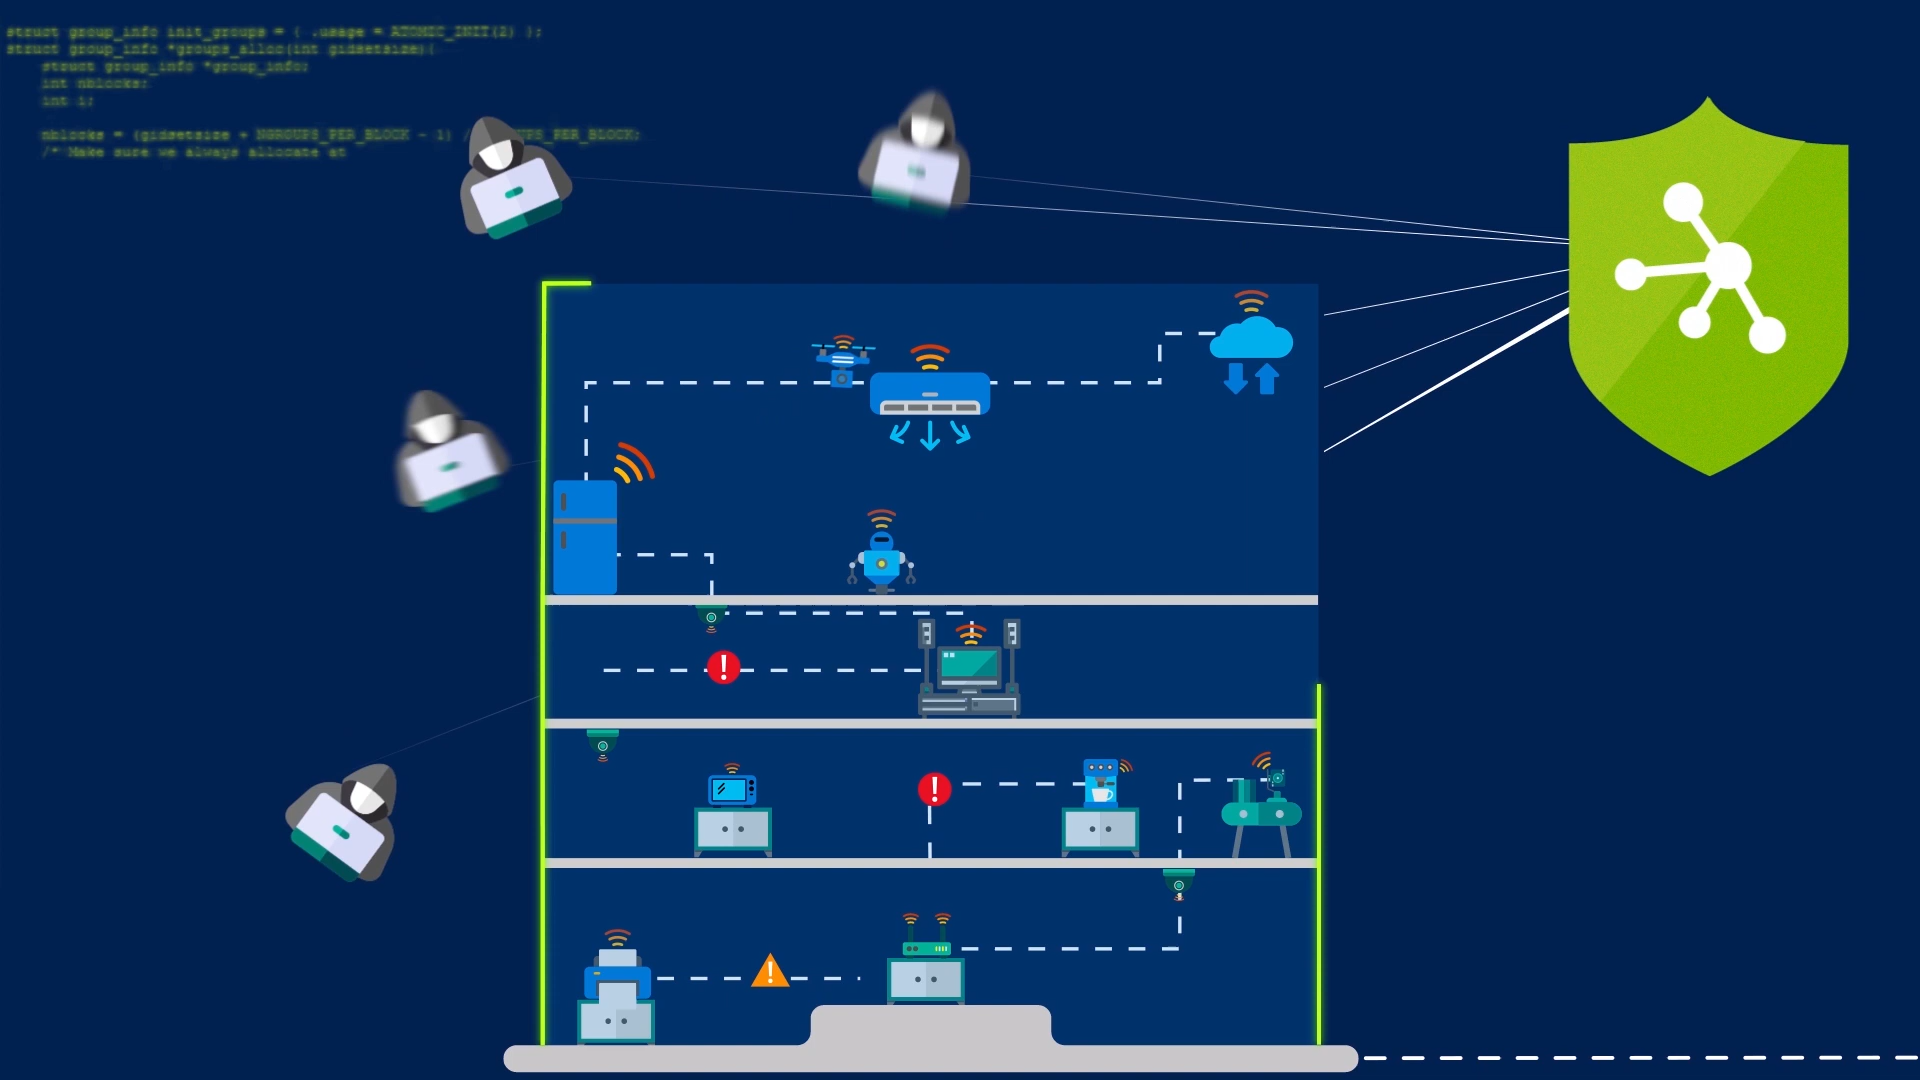 struct group_info init_groups = { .usage = ATOMIC_INIT(2) };
struct group_info *groups_alloc(int gidsetsize){
struct group_info *group_info;
int nblocks;
int i;
nblocks = (gidsetsize + NGROUPS_PER_BLOCK - 1) / UPS_PER_BLOCK;
/* Make sure we always allocate at
!
!
!